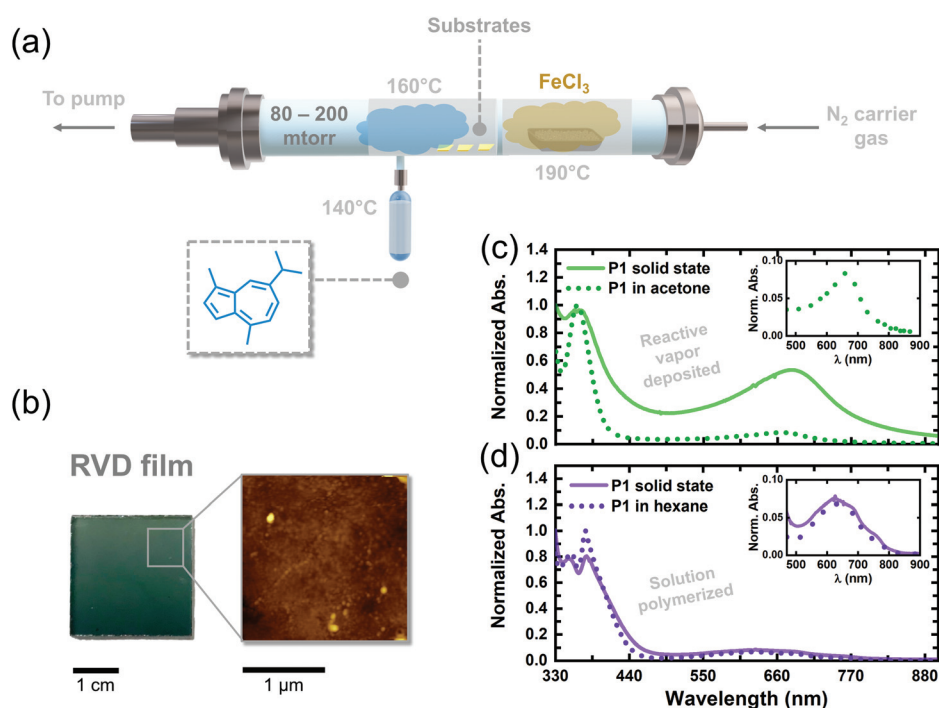 (a)
Substrates
160°C
FeCl₃
To pump
80 – 200
mtorr
N₂ carrier
gas
190°C
140°C
(b)
RVD film
1 cm
1 µm
(c)
Normalized Abs.
1.4
1.2
1.0
0.8
0.6
0.4
0.2
0.0
P1 solid state
P1 in acetone
Reactive
vapor
deposited
Norm. Abs.
0.10
0.05
0.00
500 600 700 800 900
λ (nm)
(d)
Normalized Abs.
1.4
1.2
1.0
0.8
0.6
0.4
0.2
0.0
P1 solid state
P1 in hexane
Solution
polymerized
Norm. Abs.
0.10
0.05
0.00
500 600 700 800 900
λ (nm)
330 440 550 660 770 880
Wavelength (nm)